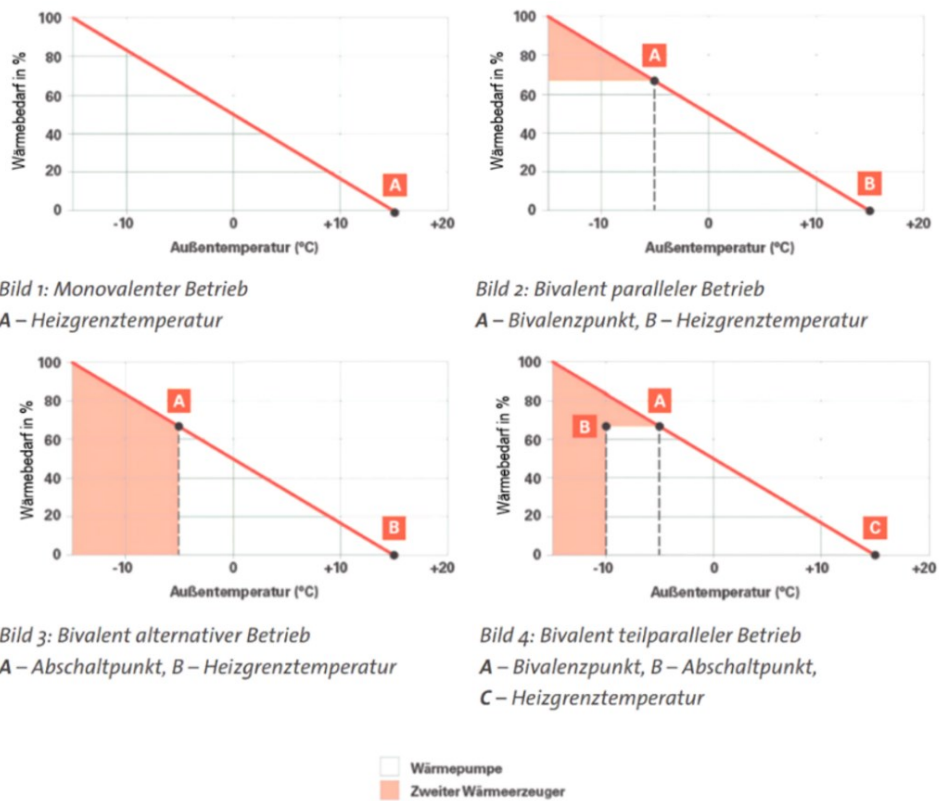 100
80
60
40
20
0
Wärmebedarf in %
A
-10
0
+10
+20
Außentemperatur (°C)
Bild 1: Monovalenter Betrieb
A – Heizgrenztemperatur
100
80
60
40
20
0
Wärmebedarf in %
A
B
-10
0
+10
+20
Außentemperatur (°C)
Bild 2: Bivalent paralleler Betrieb
A – Bivalenzpunkt, B – Heizgrenztemperatur
100
80
60
40
20
0
Wärmebedarf in %
A
B
-10
0
+10
+20
Außentemperatur (°C)
Bild 3: Bivalent alternativer Betrieb
A – Abschaltpunkt, B – Heizgrenztemperatur
100
80
60
40
20
0
Wärmebedarf in %
B
A
C
-10
0
+10
+20
Außentemperatur (°C)
Bild 4: Bivalent teilparalleler Betrieb
A – Bivalenzpunkt, B – Abschaltpunkt,
C – Heizgrenztemperatur
Wärmepumpe
Zweiter Wärmeerzeuger